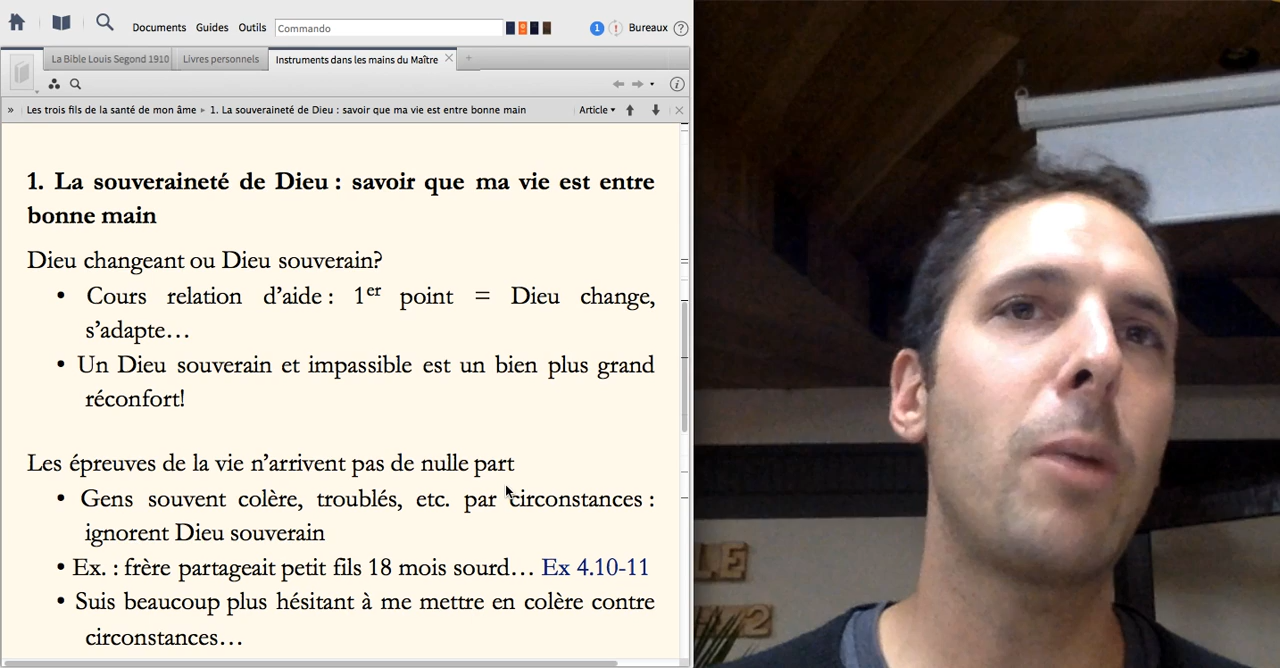 Documents Guides Outils Commando 1 ! Bureaux ?
La Bible Louis Segond 1910 Livres personnels Instruments dans les mains du Maître
» Les trois fils de la santé de mon âme ▸ 1. La souveraineté de Dieu : savoir que ma vie est entre bonne main Article
1. La souveraineté de Dieu : savoir que ma vie est entre
bonne main
Dieu changeant ou Dieu souverain?
• Cours relation d’aide : 1er point = Dieu change,
s’adapte…
• Un Dieu souverain et impassible est un bien plus grand
réconfort!
Les épreuves de la vie n’arrivent pas de nulle part
• Gens souvent colère, troublés, etc. par circonstances :
ignorent Dieu souverain
• Ex. : frère partageait petit fils 18 mois sourd… Ex 4.10-11
• Suis beaucoup plus hésitant à me mettre en colère contre
circonstances…
LE
2